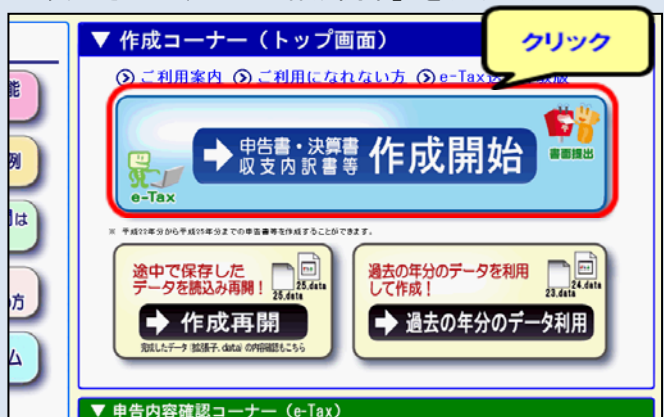 ▼ 作成コーナー（トップ画面）
クリック
ご利用案内 ご利用になれない方 e-Tax
申告書・決算書
収支内訳書等
作成開始
書面提出
e-Tax
※ 平成22年分から平成25年分までの申告書等を作成することができます。
途中で保存した
データを読込み再開！
25.data
25.data
作成再開
完成したデータ（拡張子.data）の内容確認もこちら
過去の年分のデータを利用
して作成！
24.data
23.data
過去の年分のデータ利用
能
例
は
方
ム
▼ 申告内容確認コーナー（e-Tax）